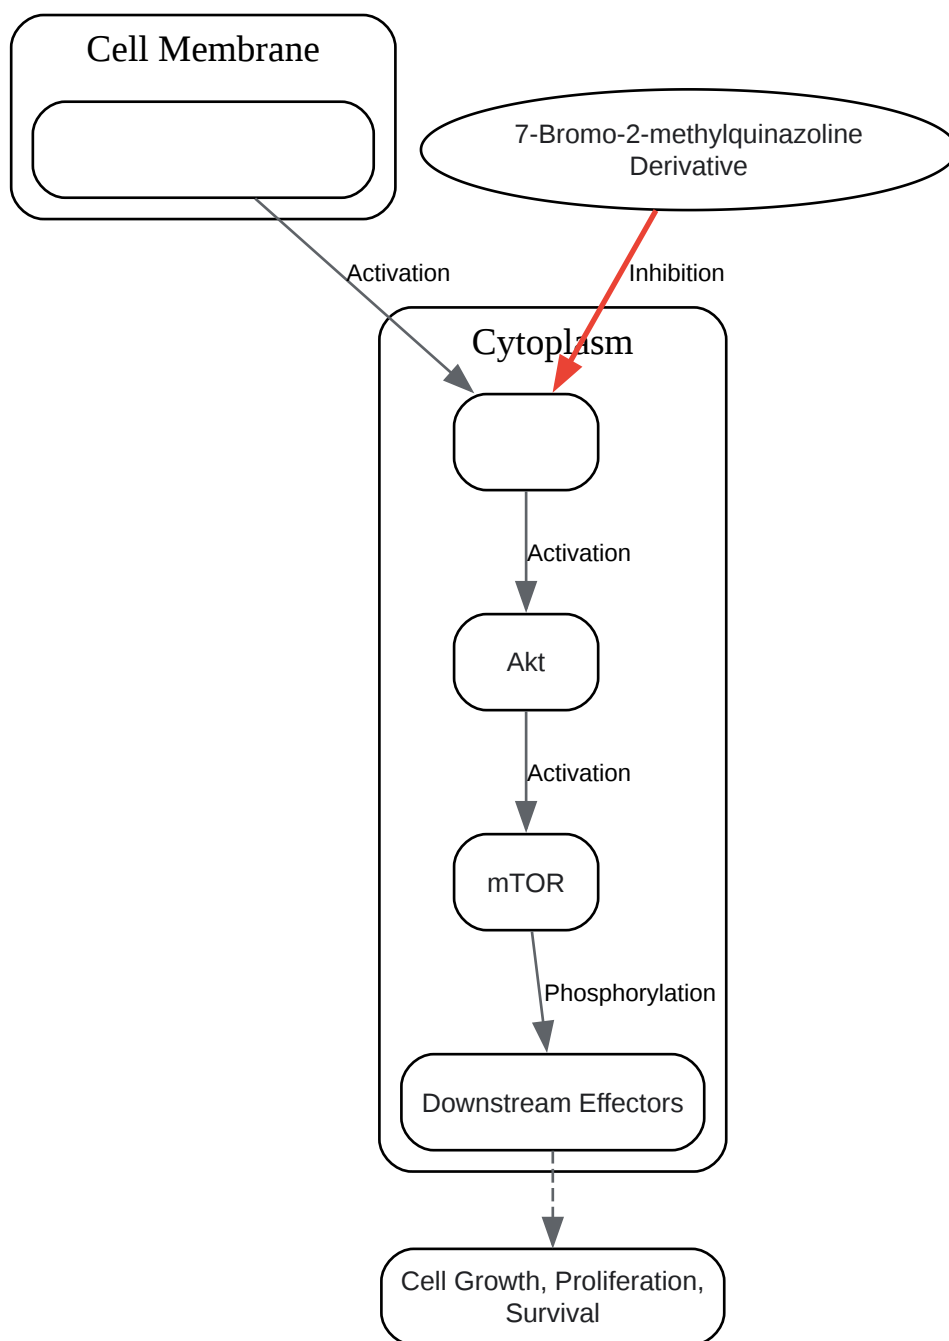 Cell Membrane
7-Bromo-2-methylquinazoline
Derivative
Activation
Inhibition
Cytoplasm
Activation
Akt
Activation
mTOR
Phosphorylation
Downstream Effectors
Cell Growth, Proliferation,
Survival